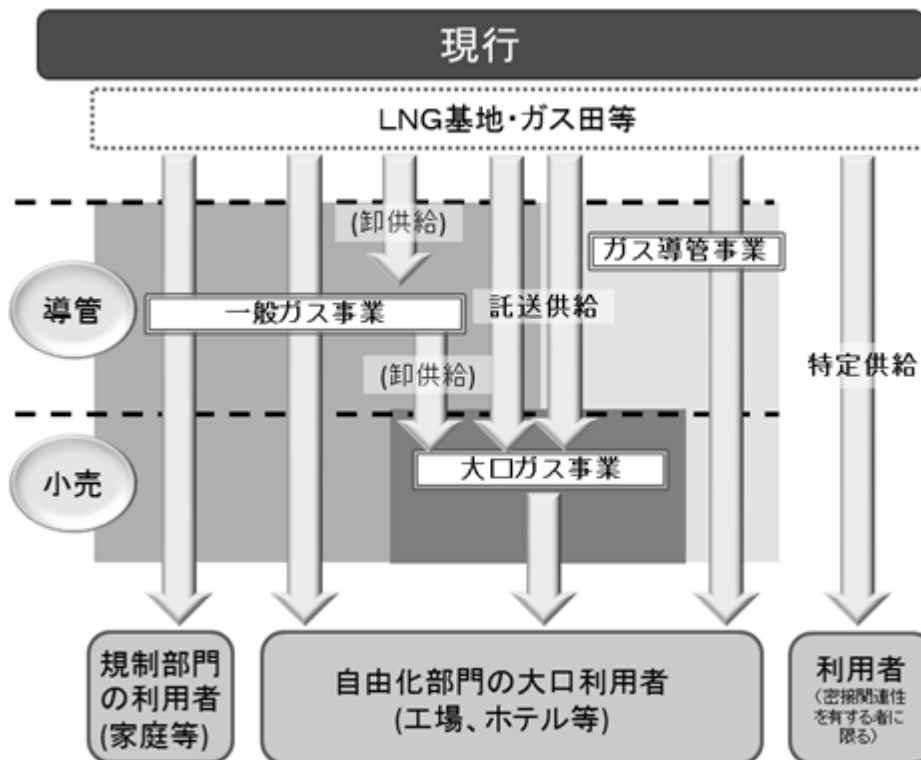 現行
LNG基地・ガス田等
(卸供給)
ガス導管事業
導管
一般ガス事業
託送供給
(卸供給)
特定供給
小売
大口ガス事業
規制部門
の利用者
(家庭等)
自由化部門の大口利用者
(工場、ホテル等)
利用者
（密接関連性
を有する者に
限る）